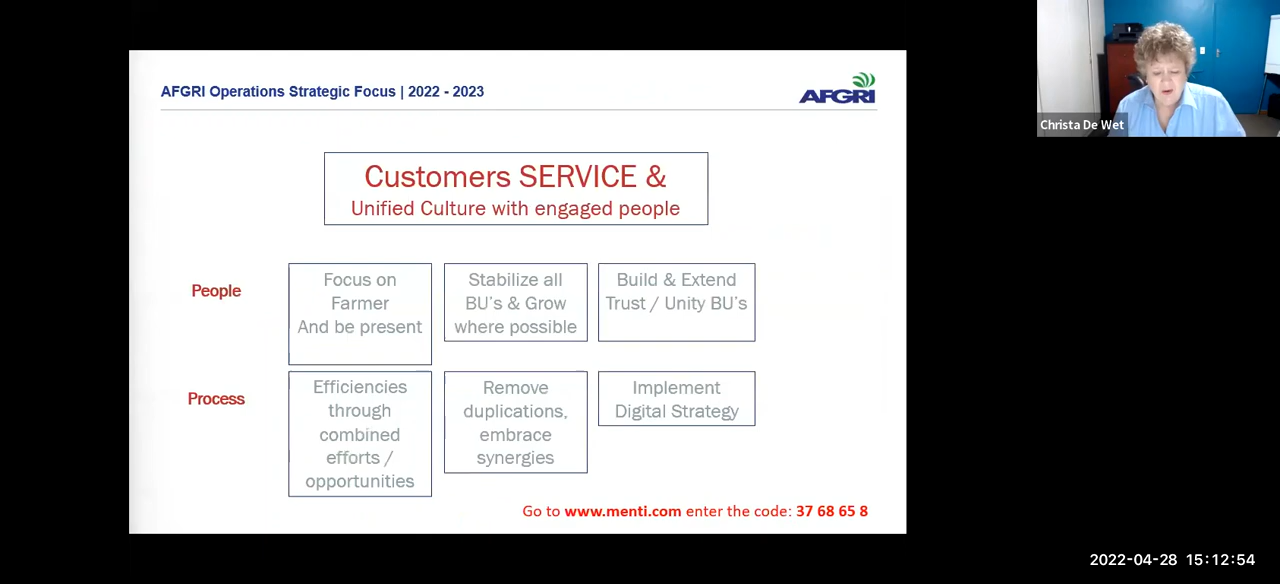 AFGRI Operations Strategic Focus | 2022 - 2023
AFGRI
Christa De Wet
Customers SERVICE &
Unified Culture with engaged people
People
Focus on
Farmer
And be present
Stabilize all
BU's & Grow
where possible
Build & Extend
Trust / Unity BU's
Process
Efficiencies
through
combined
efforts /
opportunities
Remove
duplications,
embrace
synergies
Implement
Digital Strategy
Go to www.menti.com enter the code: 37 68 65 8
2022-04-28 15:12:54